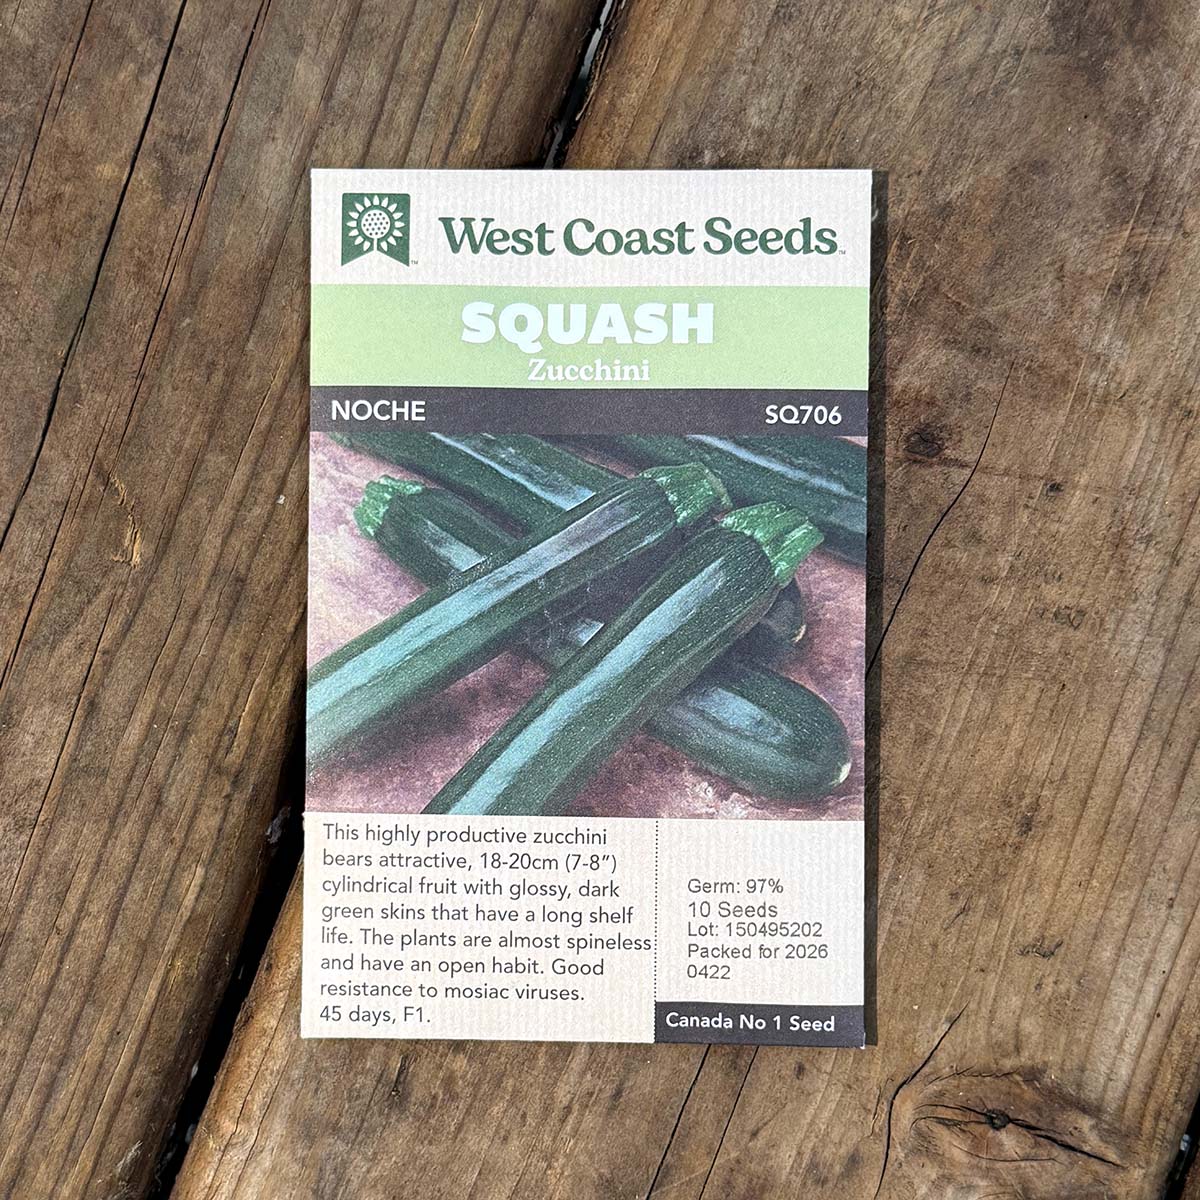 West Coast Seeds™
SQUASH
Zucchini
NOCHE
SQ706
This highly productive zucchini
bears attractive, 18-20cm (7-8”)
cylindrical fruit with glossy, dark
green skins that have a long shelf
life. The plants are almost spineless
and have an open habit. Good
resistance to mosiac viruses.
45 days, F1.
Germ: 97%
10 Seeds
Lot: 150495202
Packed for 2026
0422
Canada No 1 Seed